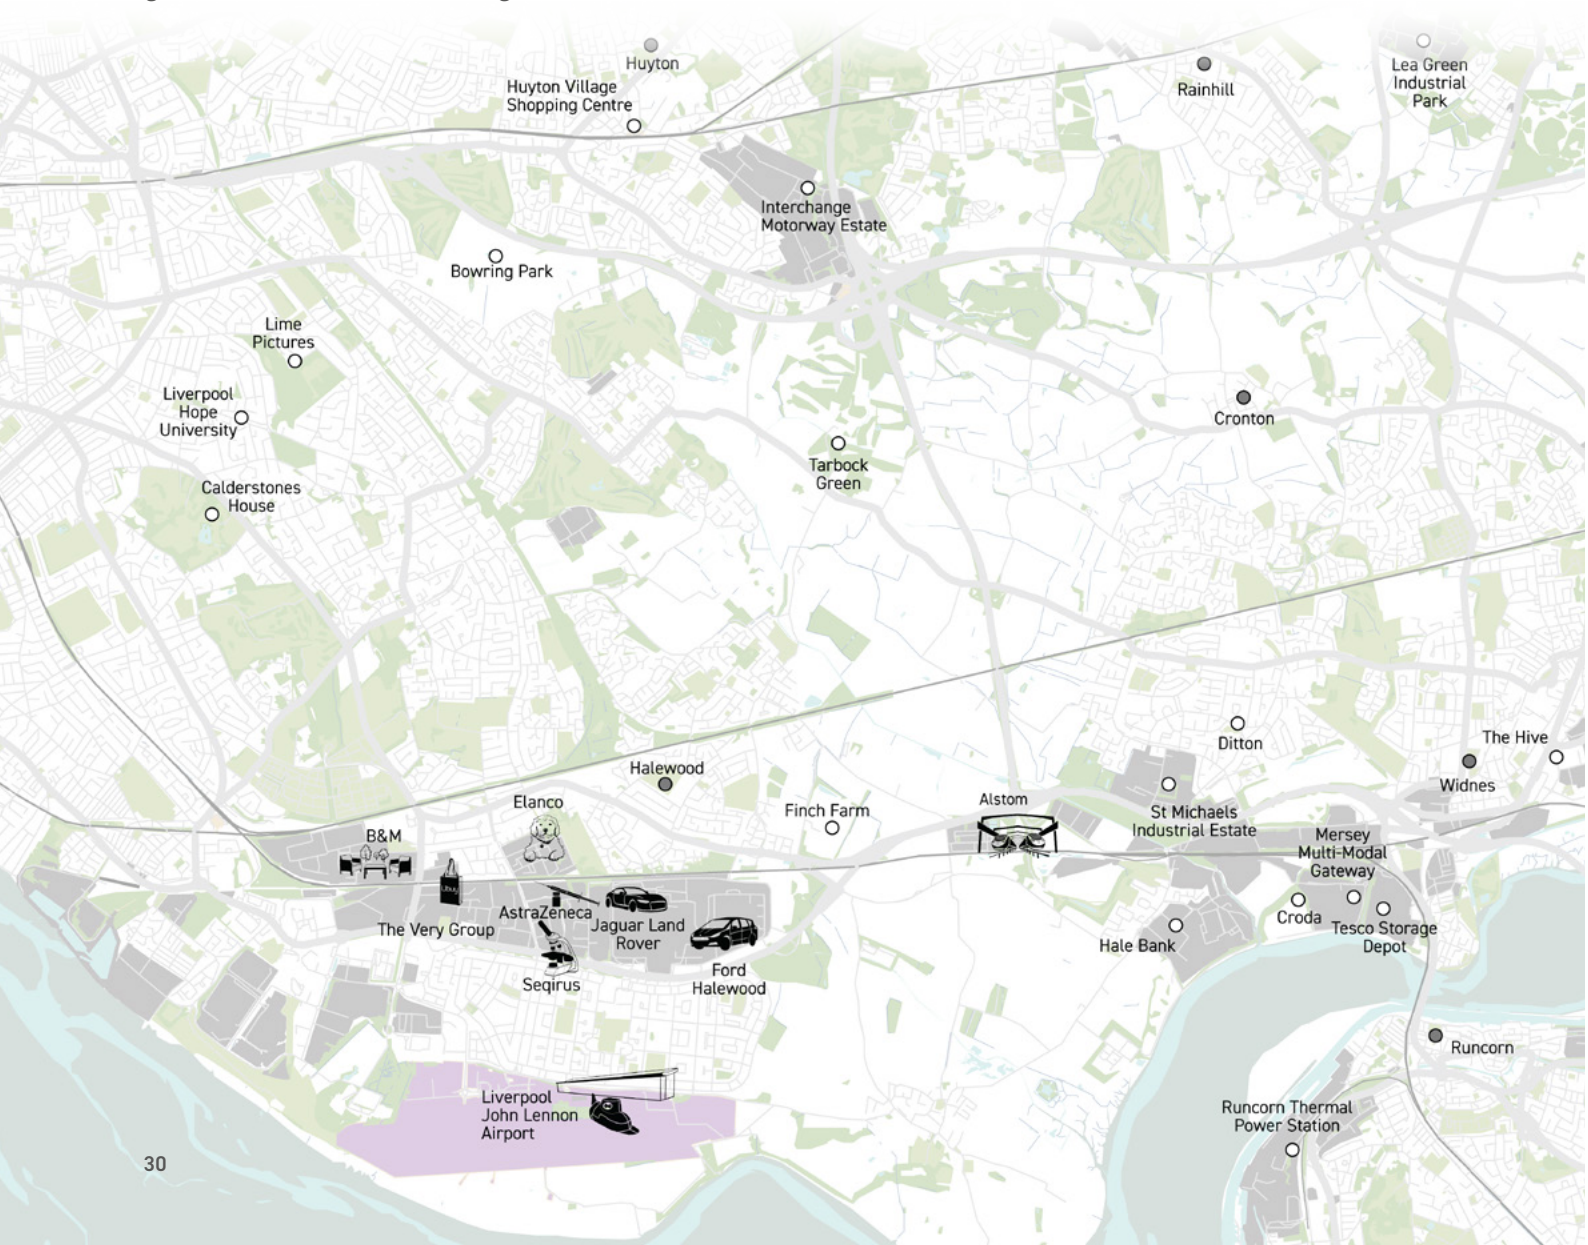 Huyton
Huyton Village
Shopping Centre
Rainhill
Lea Green
Industrial
Park
Interchange
Motorway Estate
Bowring Park
Lime
Pictures
Liverpool
Hope
University
Cronton
Tarbock
Green
Calderstones
House
Ditton
The Hive
Widnes
Halewood
Elanco
Finch Farm
Alstom
St Michaels
Industrial Estate
B&M
Mersey
Multi-Modal
Gateway
The Very Group
AstraZeneca
Jaguar Land
Rover
Croda
Tesco Storage
Depot
Hale Bank
Seqirus
Ford
Halewood
Runcorn
Liverpool
John Lennon
Airport
Runcorn Thermal
Power Station
30